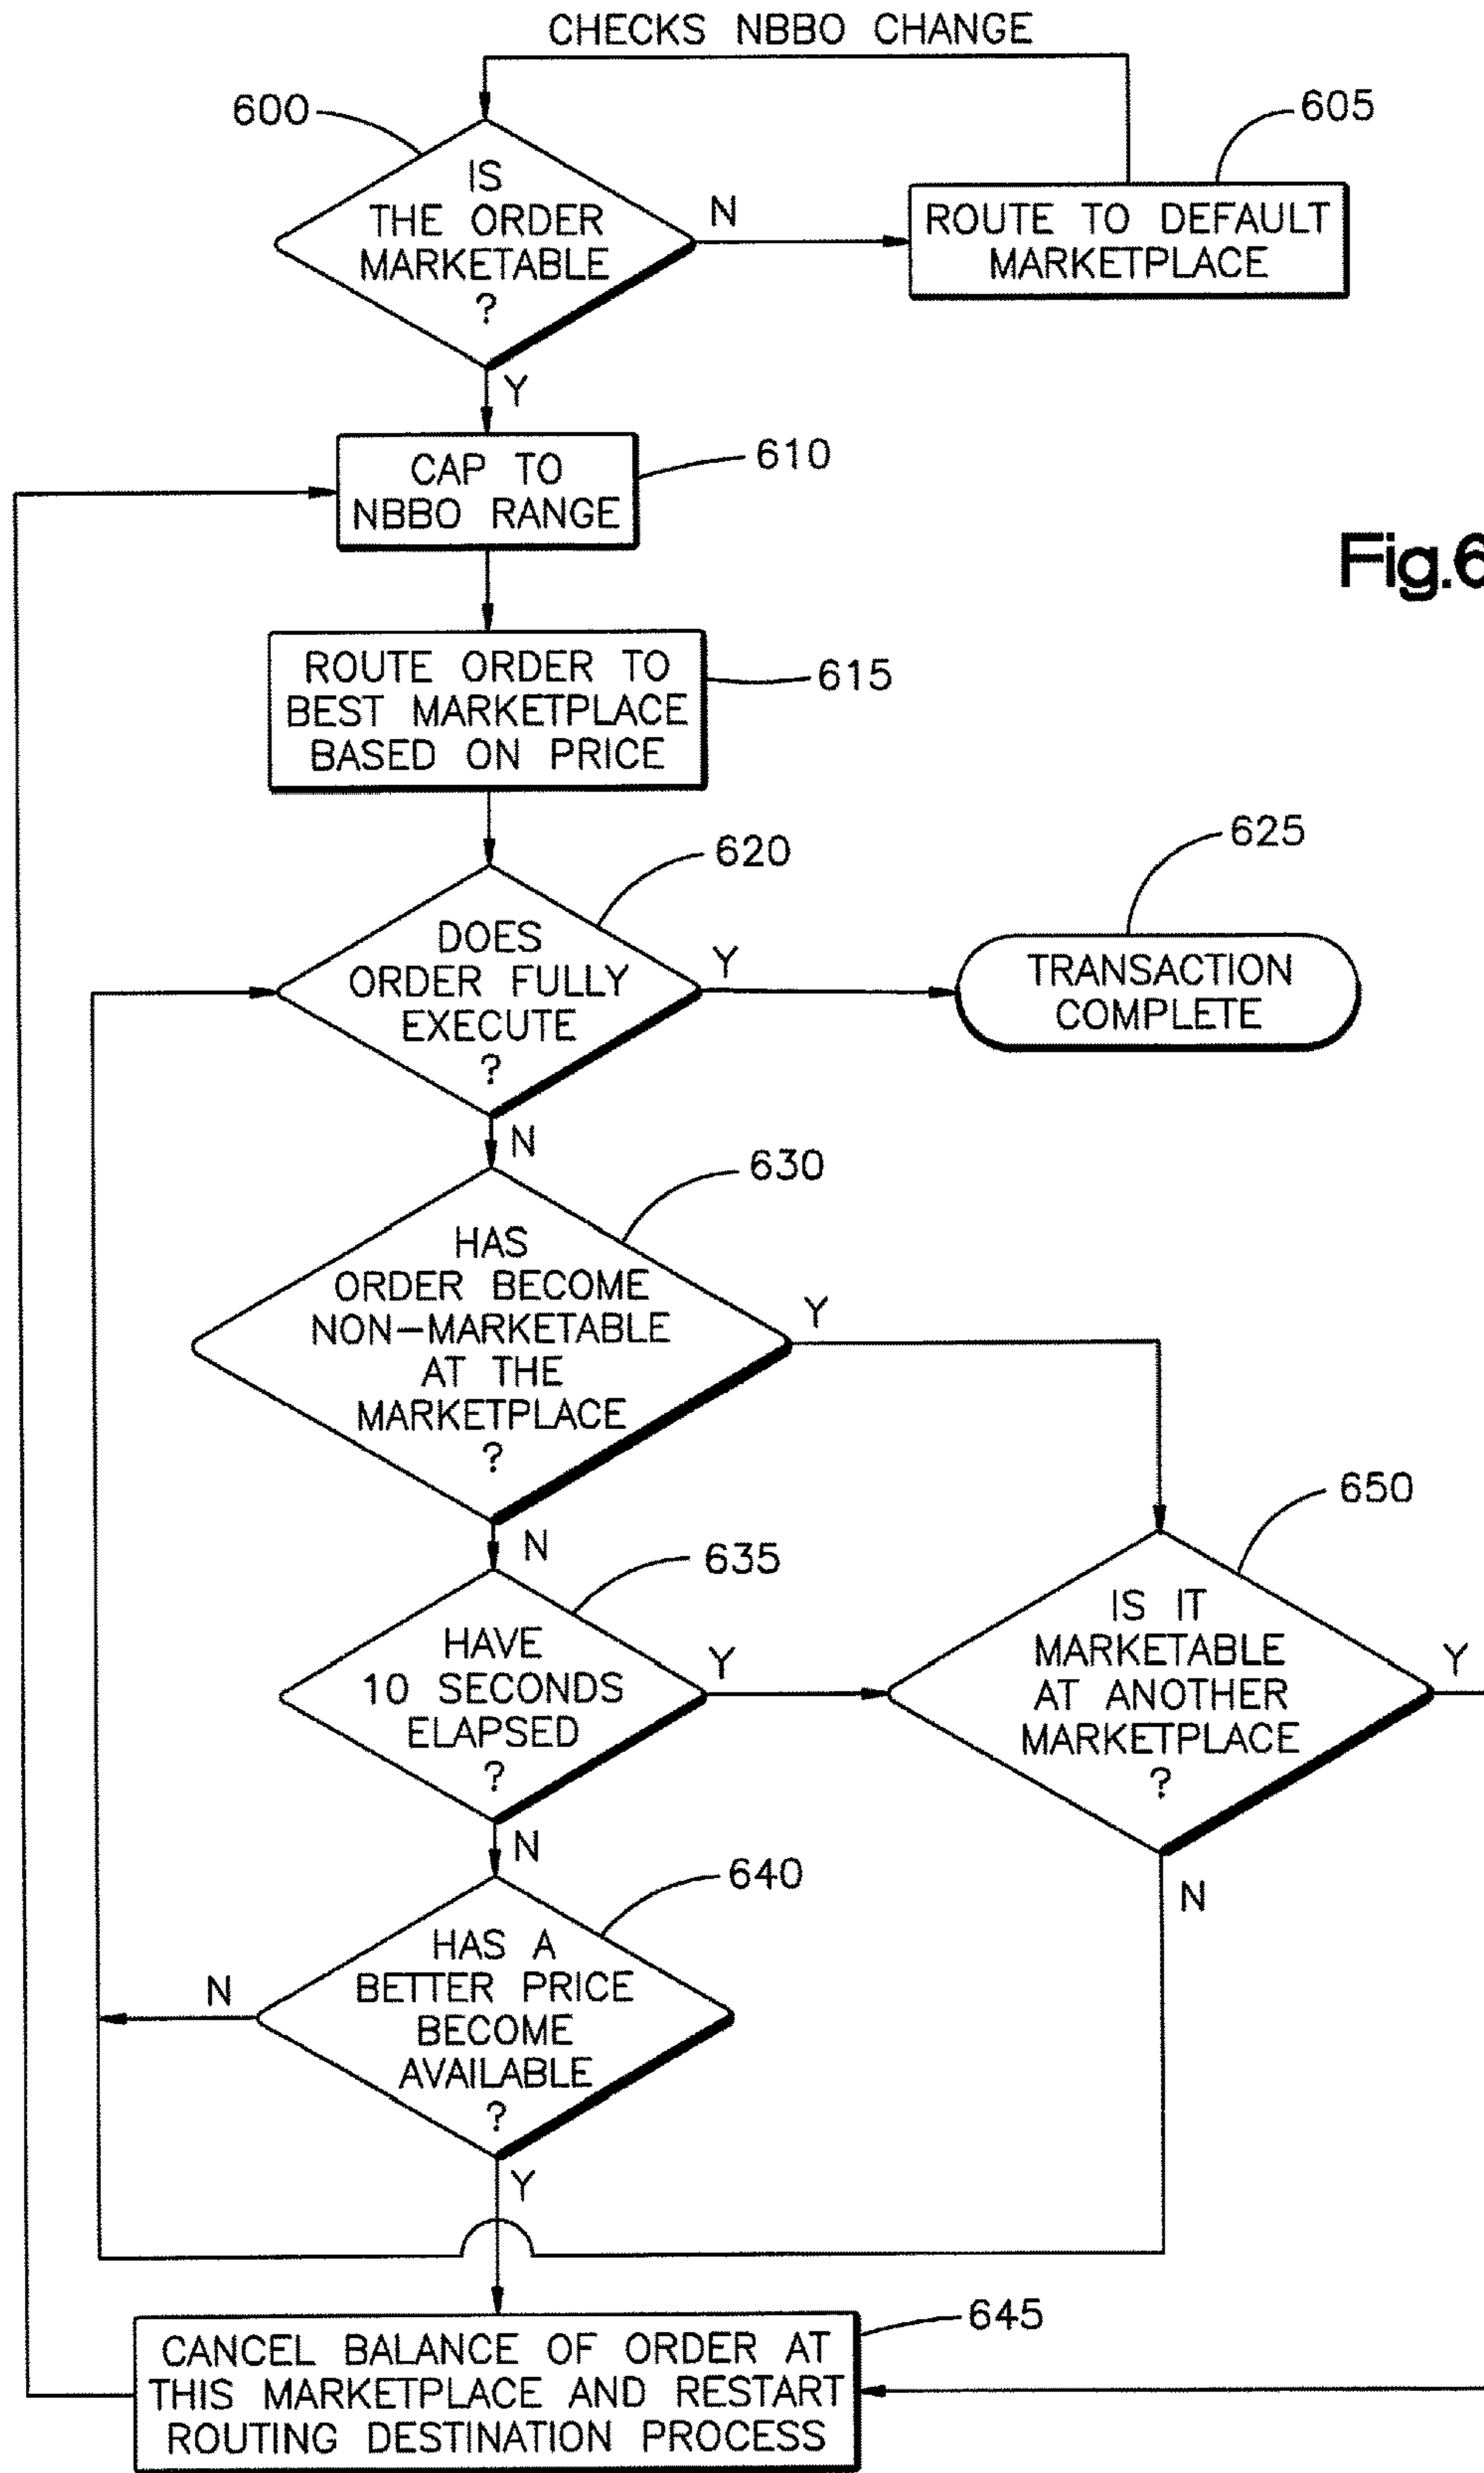 CHECKS NBBO CHANGE
600
605
IS
THE ORDER
MARKETABLE
?
N
ROUTE TO DEFAULT
MARKETPLACE
Y
CAP TO
NBBO RANGE
610
Fig.6
ROUTE ORDER TO
BEST MARKETPLACE
BASED ON PRICE
615
620
625
DOES
ORDER FULLY
EXECUTE
?
Y
TRANSACTION
COMPLETE
N
630
HAS
ORDER BECOME
NON-MARKETABLE
AT THE
MARKETPLACE
?
Y
N
635
650
HAVE
10 SECONDS
ELAPSED
?
Y
IS IT
MARKETABLE
AT ANOTHER
MARKETPLACE
?
Y
N
N
640
HAS A
BETTER PRICE
BECOME
AVAILABLE
?
N
Y
645
CANCEL BALANCE OF ORDER AT
THIS MARKETPLACE AND RESTART
ROUTING DESTINATION PROCESS